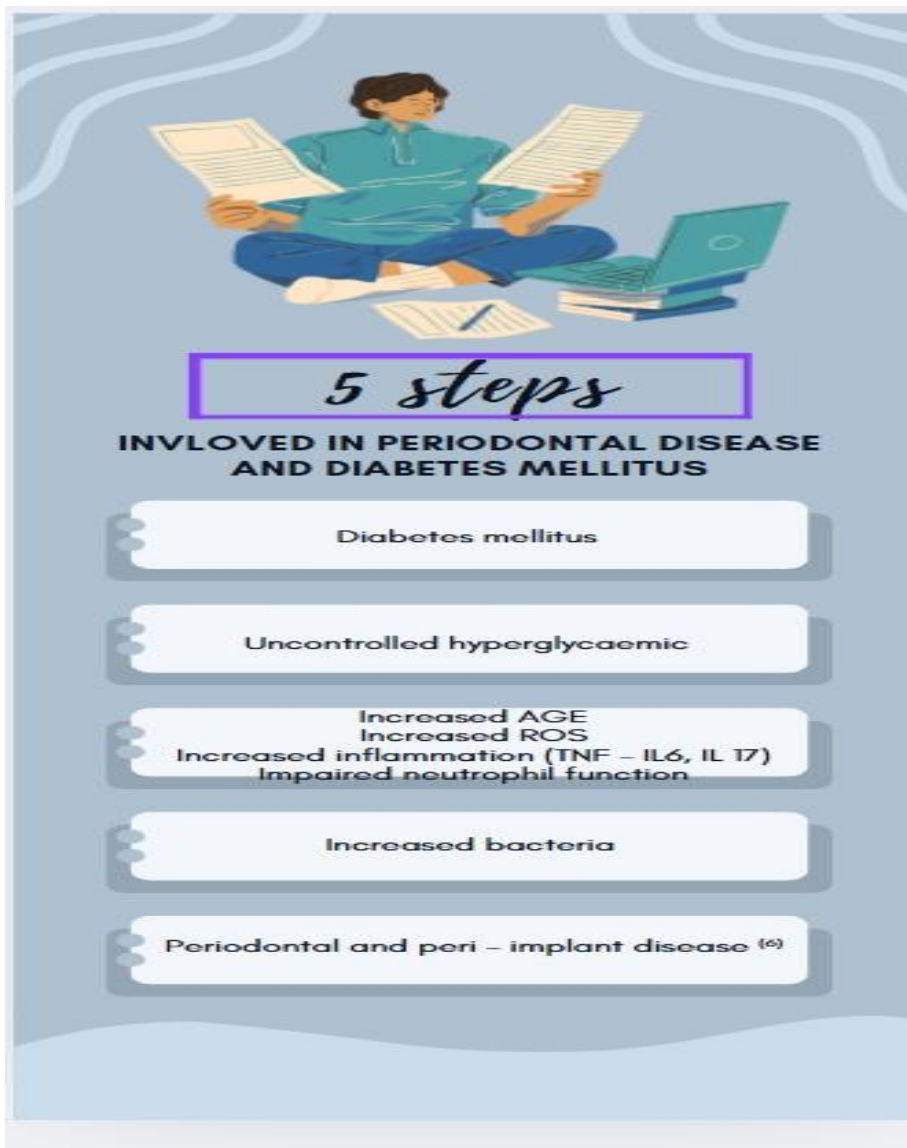 5 steps
INVLOVED IN PERIODONTAL DISEASE
AND DIABETES MELLITUS
Diabetes mellitus
Uncontrolled hyperglycaemic
Increased AGE
Increased ROS
Increased inflammation (TNF – IL6, IL 17)
Impaired neutrophil function
Increased bacteria
Periodontal and peri – implant disease (6)